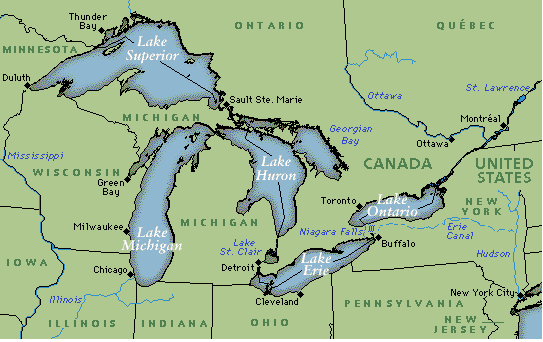 Thunder
Bay
ONTARIO
QUÉBEC
MINNESOTA
Lake
Superior
Duluth
Ottawa
St. Lawrence
Sault Ste. Marie
MICHIGAN
Montréal
Georgian
Bay
Ottawa
Mississippi
Lake
Huron
CANADA
UNITED
STATES
WISCONSIN
Green
Bay
Toronto
Lake
Ontario
NEW
YORK
MICHIGAN
Milwaukee
Lake
Michigan
Niagara Falls
Erie
Canal
Lake
St. Clair
Buffalo
Hudson
IOWA
Chicago
Detroit
Lake
Erie
Illinois
Cleveland
New York City
PENNSYLVANIA
ILLINOIS
INDIANA
OHIO
NEW
JERSEY